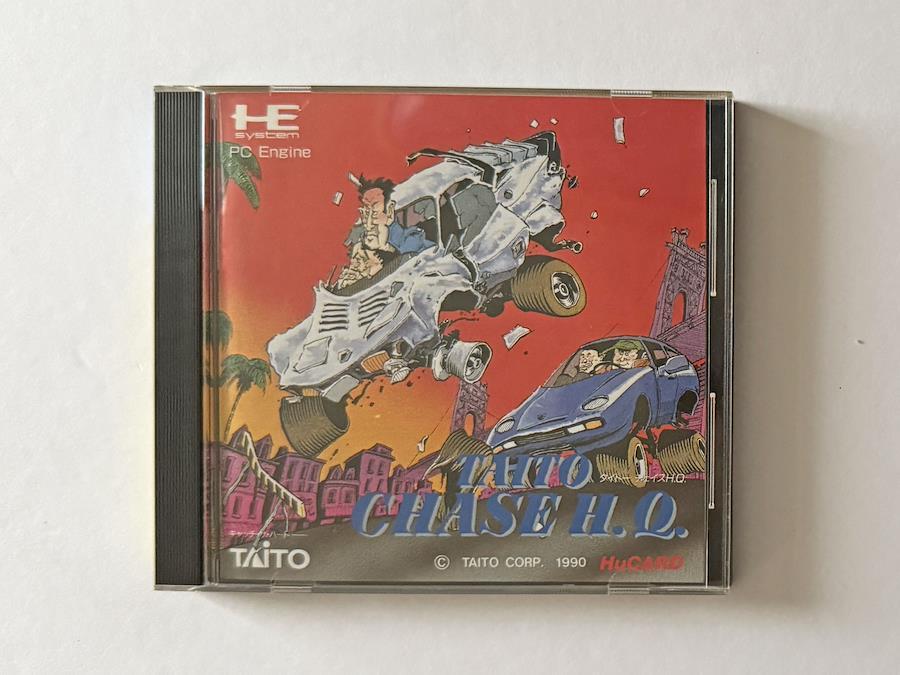 HE
system
PC Engine
TAITO
タイトー チェイスH.Q.
CHASE H.Q.
TAITO
© TAITO CORP. 1990 HuCARD